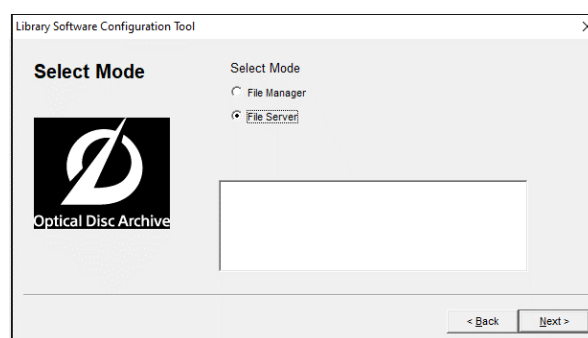 Library Software Configuration Tool
Select Mode
Select Mode
File Manager
File Server
Optical Disc Archive
< Back
Next >